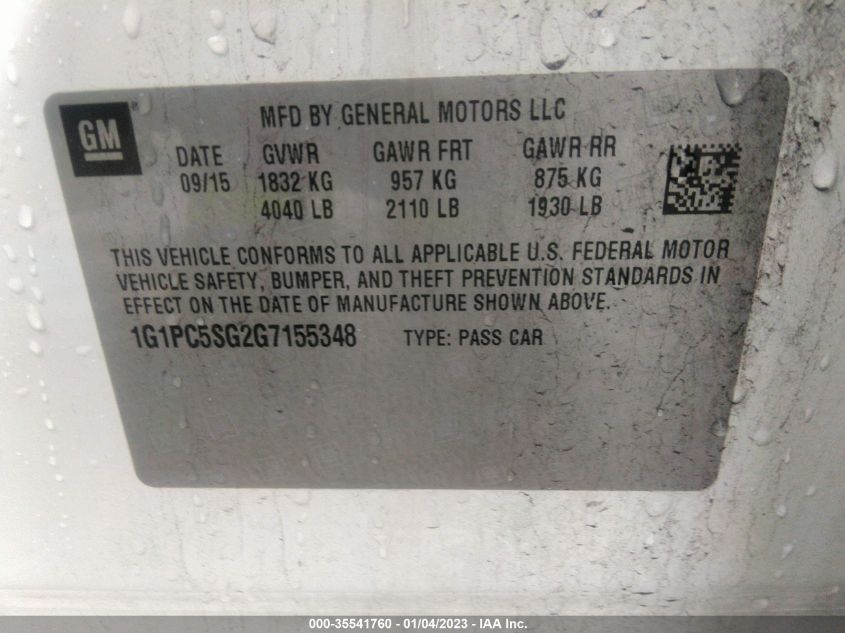 GM
MFD BY GENERAL MOTORS LLC
DATE GVWR GAWR FRT GAWR RR
09/15 1832 KG 957 KG 875 KG
4040 LB 2110 LB 1930 LB
THIS VEHICLE CONFORMS TO ALL APPLICABLE U.S. FEDERAL MOTOR
VEHICLE SAFETY, BUMPER, AND THEFT PREVENTION STANDARDS IN
EFFECT ON THE DATE OF MANUFACTURE SHOWN ABOVE.
1G1PC5SG2G7155348 TYPE: PASS CAR
000-35541760 - 01/04/2023 - IAA Inc.